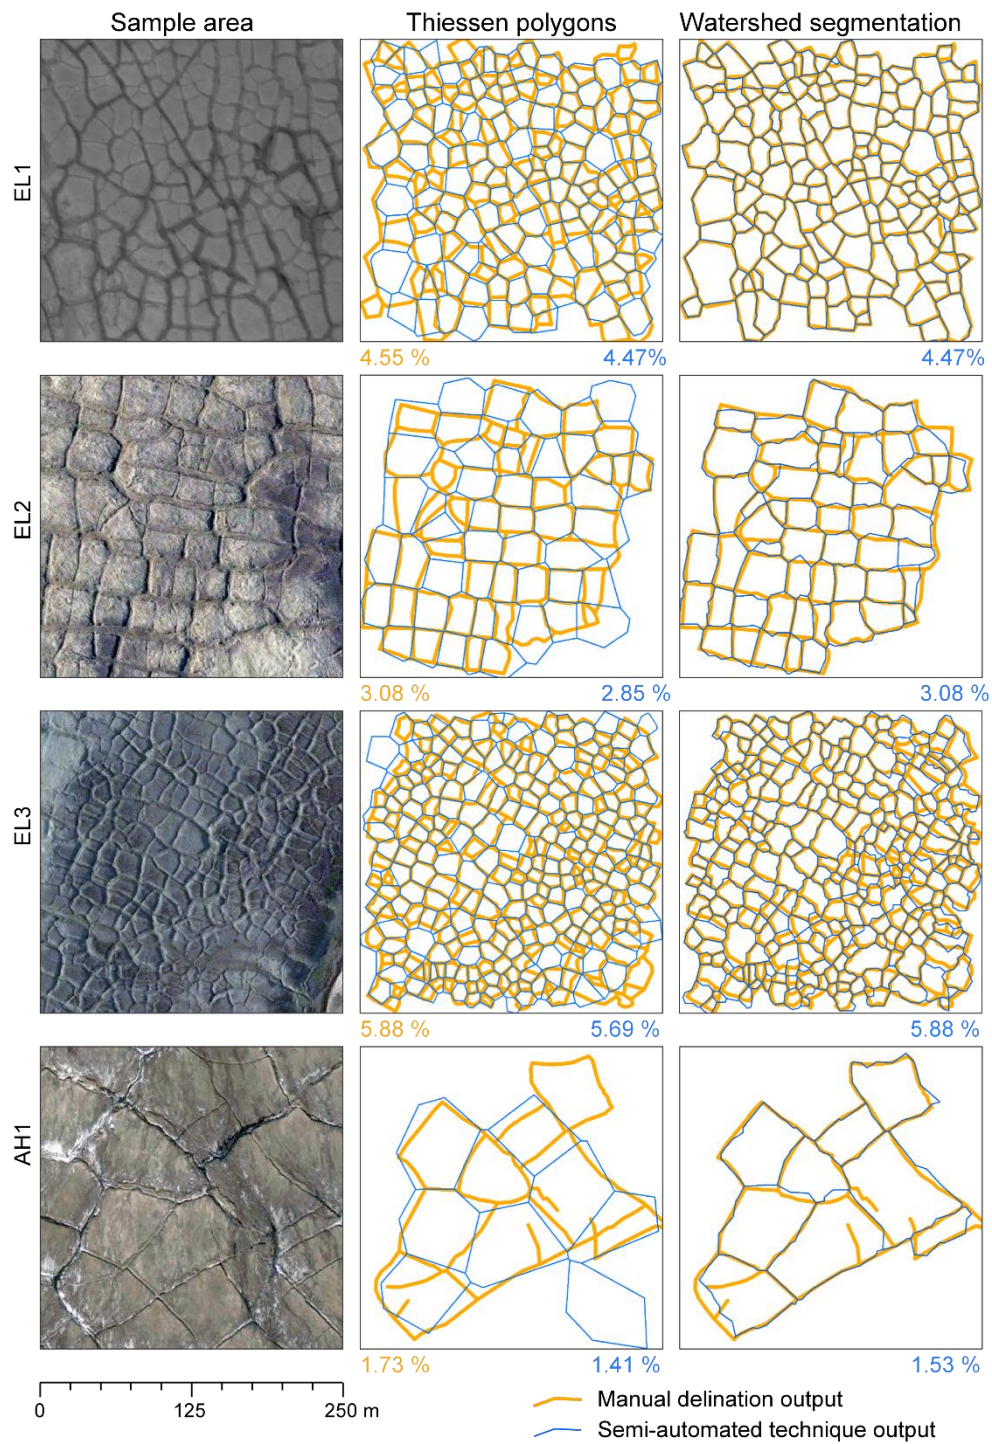 Sample area
Thiessen polygons
Watershed segmentation
EL1
4.55 %
4.47%
4.47%
EL2
3.08 %
2.85 %
3.08 %
EL3
5.88 %
5.69 %
5.88 %
AH1
1.73 %
1.41 %
1.53 %
0
125
250 m
Manual delination output
Semi-automated technique output